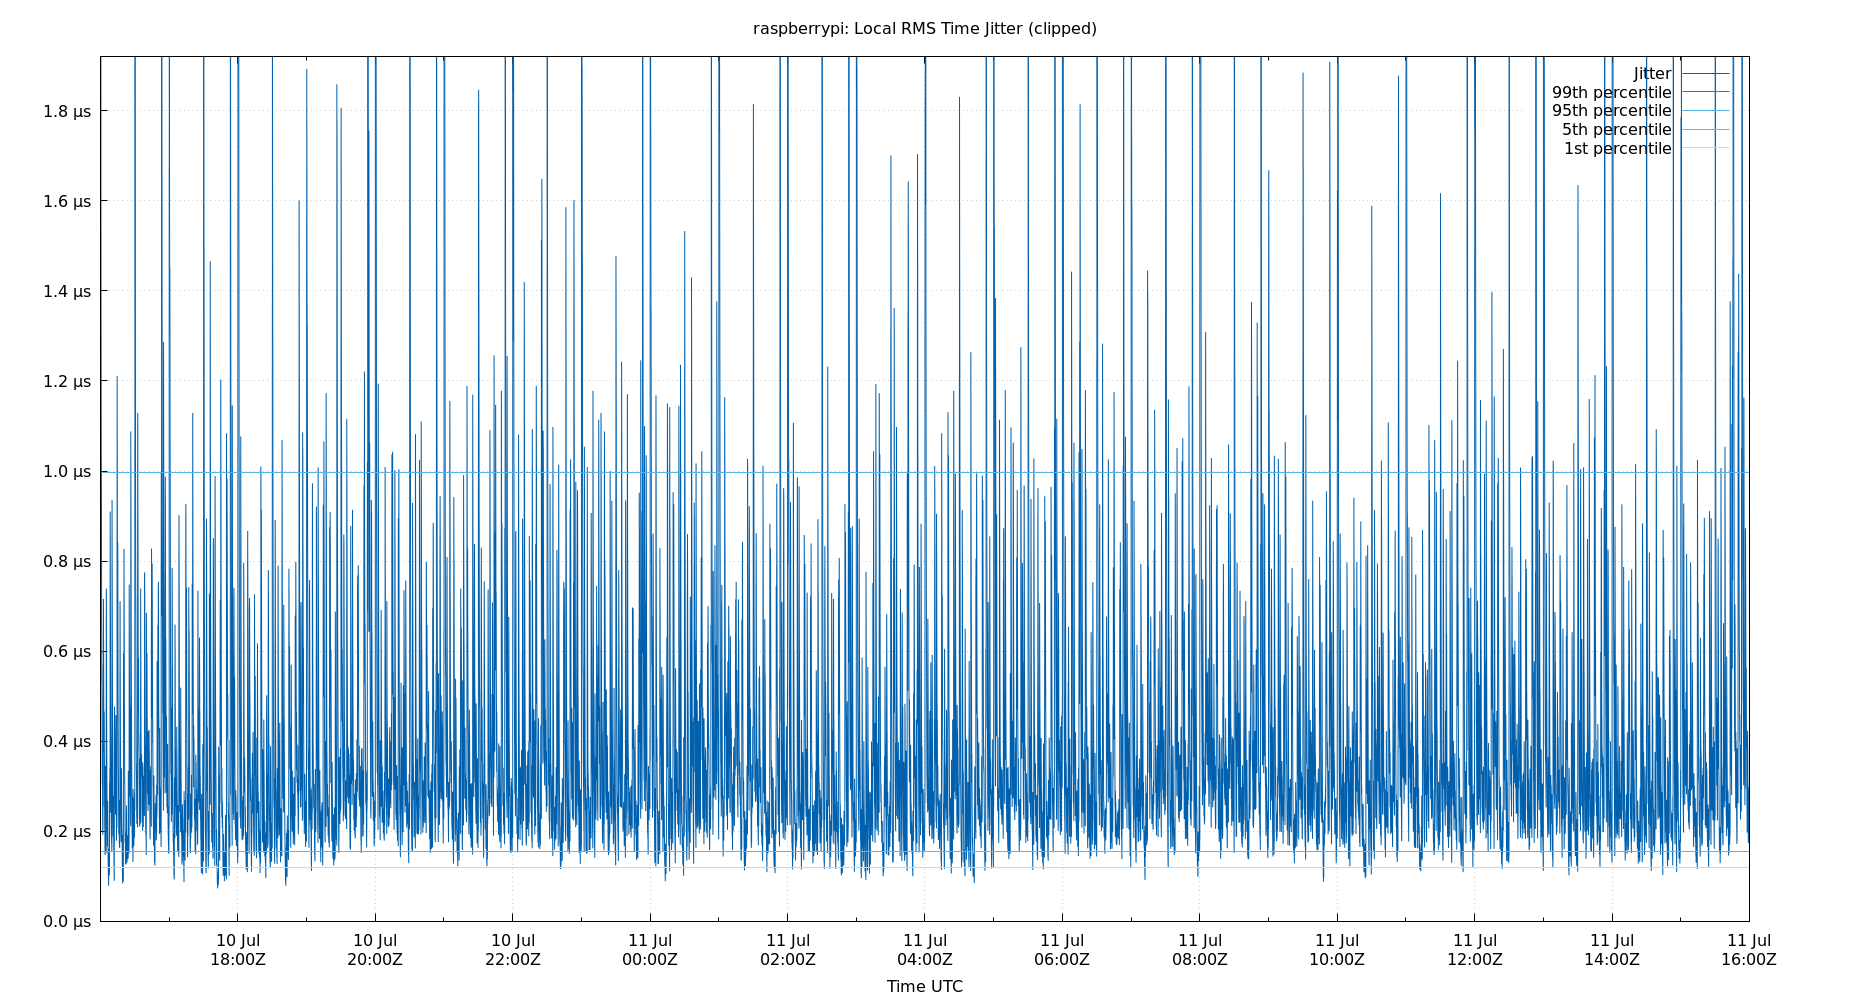 raspberrypi: Local RMS Time Jitter (clipped)
Jitter
99th percentile
95th percentile
5th percentile
1st percentile
1.8 µs
1.6 µs
1.4 µs
1.2 µs
1.0 µs
0.8 µs
0.6 µs
0.4 µs
0.2 µs
0.0 µs
10 Jul 10 Jul 10 Jul 11 Jul 11 Jul 11 Jul 11 Jul 11 Jul 11 Jul 11 Jul 11 Jul 11 Jul
18:00Z 20:00Z 22:00Z 00:00Z 02:00Z 04:00Z 06:00Z 08:00Z 10:00Z 12:00Z 14:00Z 16:00Z
Time UTC